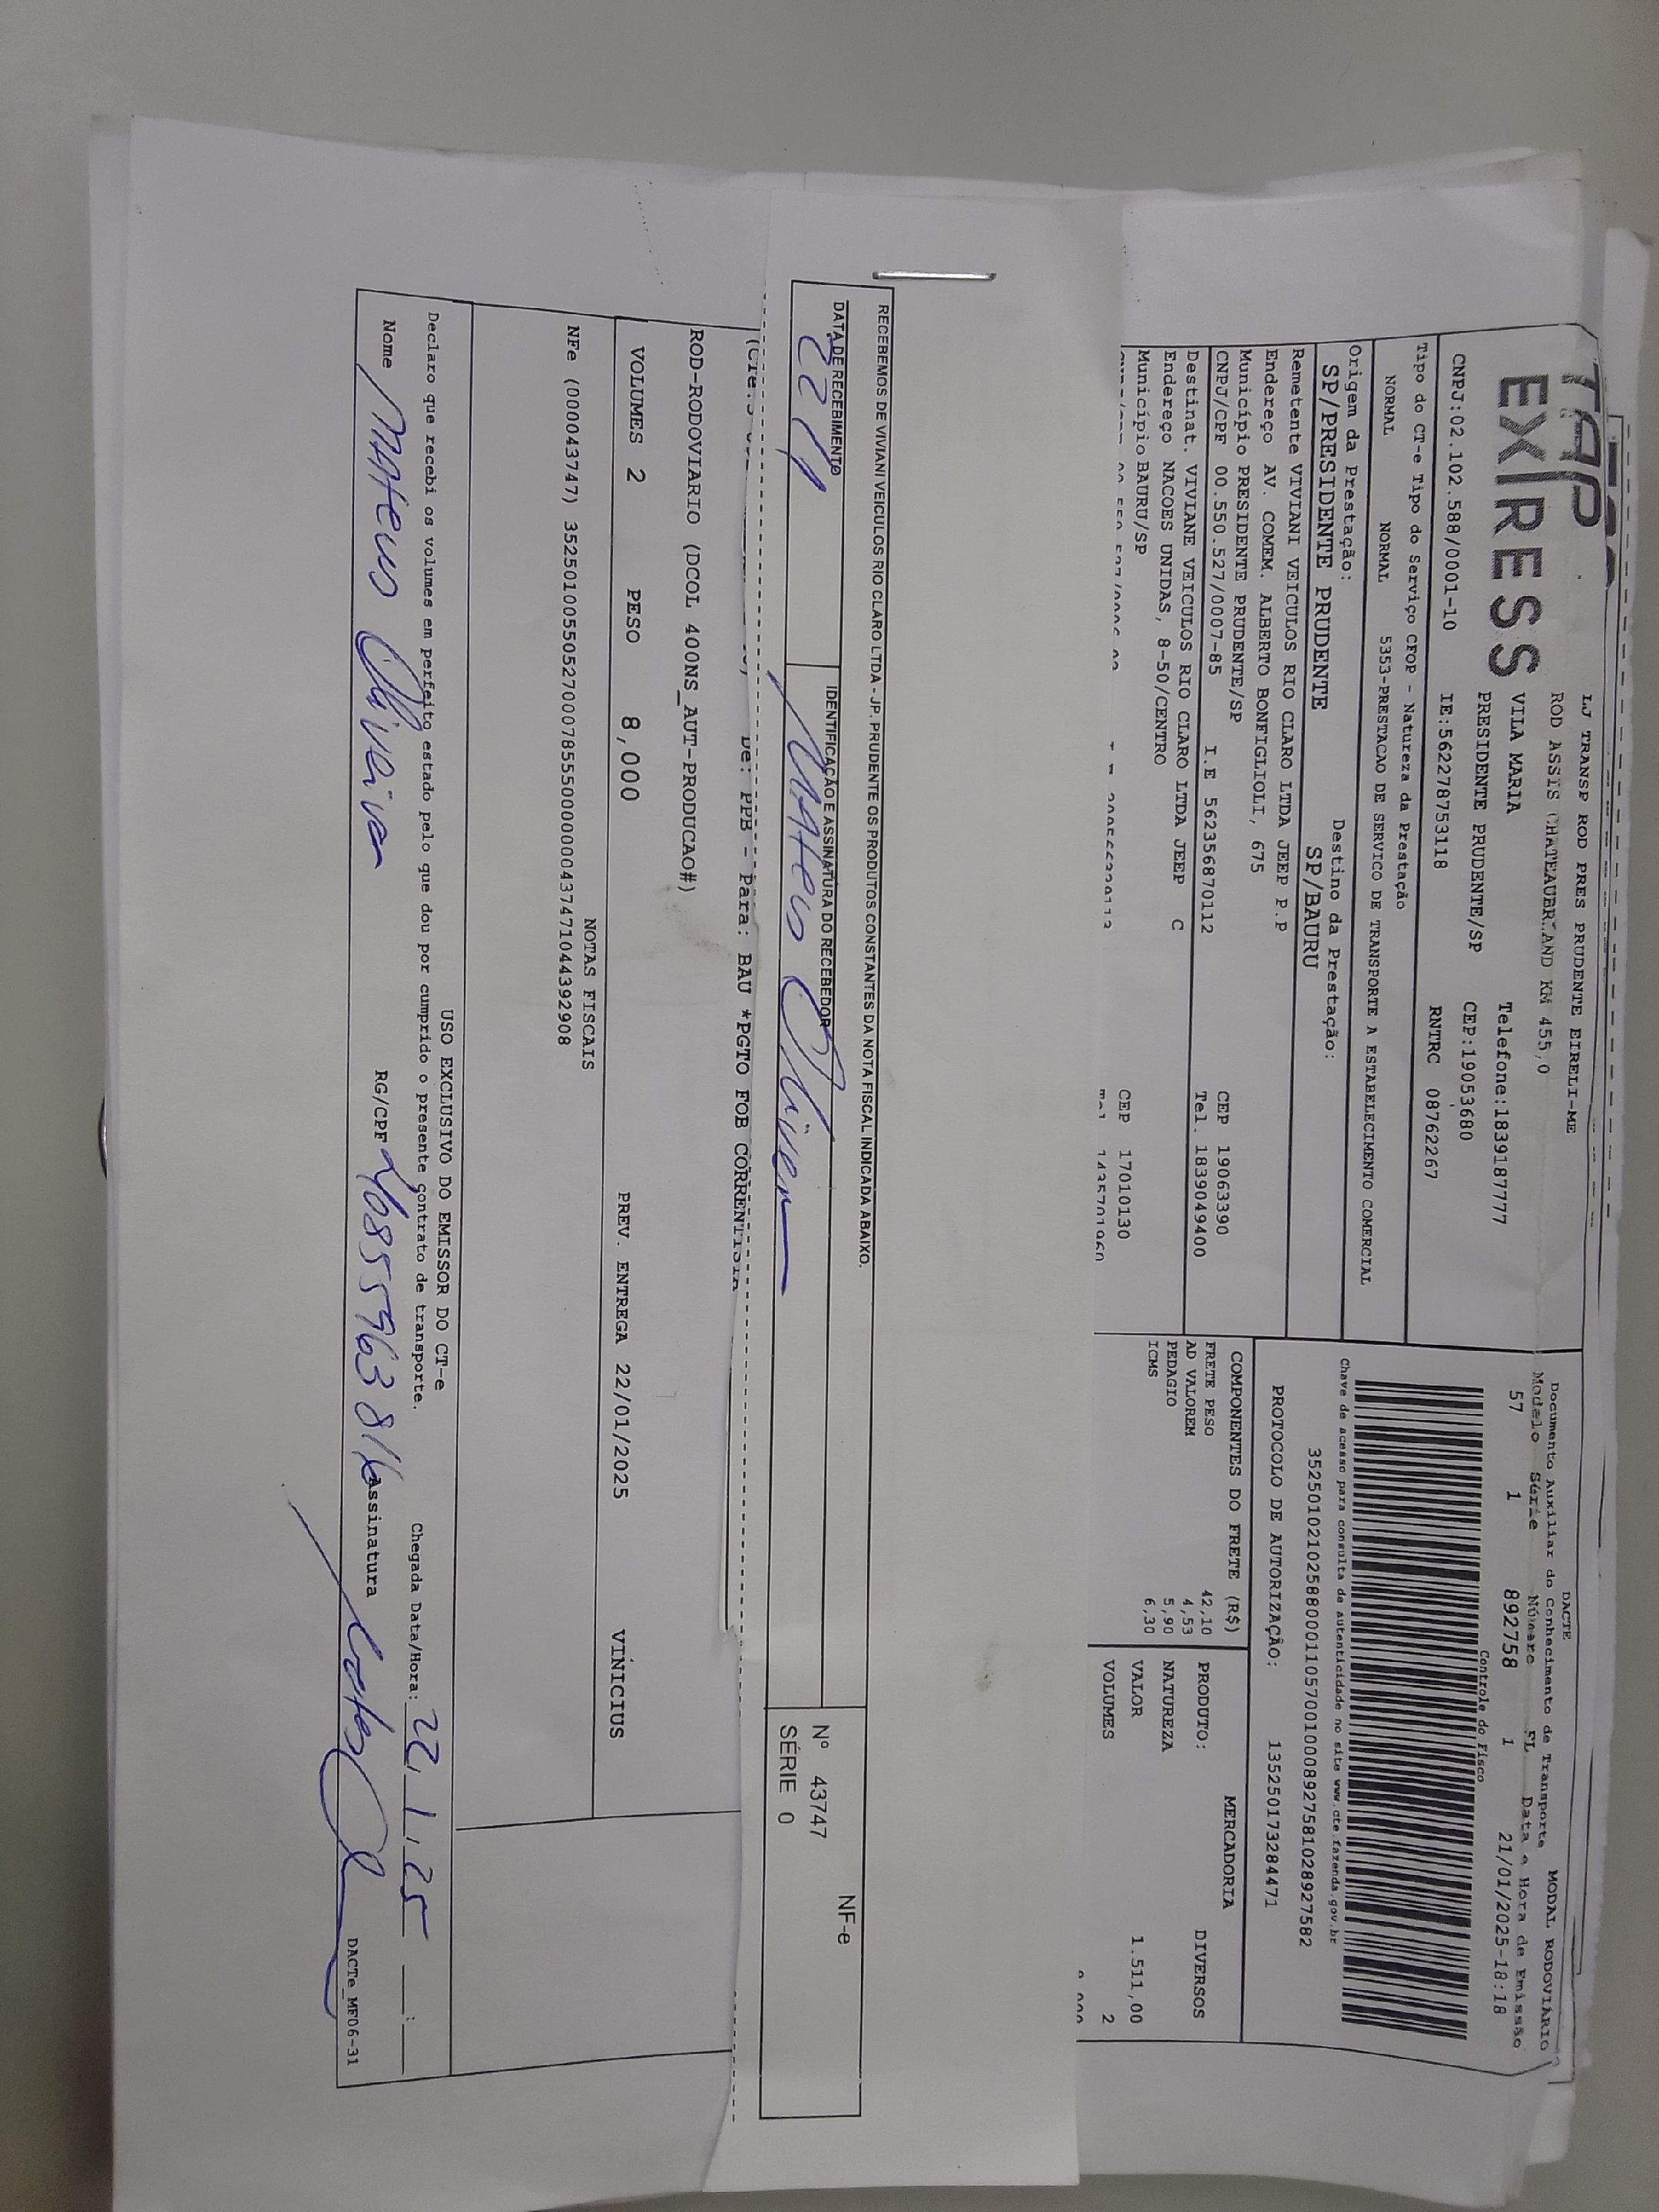 TAP
EXPRESS
LJ TRANSP ROD PRES PRUDENTE EIRELI-ME
ROD ASSIS CHATEAUBRIAND KM 455,0
VILA MARIA Telefone:1839187777
PRESIDENTE PRUDENTE/SP CEP:19053680
CNPJ:02.102.588/0001-10 IE:562278753118 RNTRC 08762267
Tipo do CT-e Tipo do Serviço CFOP - Natureza da Prestação
NORMAL NORMAL 5353-PRESTACAO DE SERVICO DE TRANSPORTE A ESTABELECIMENTO COMERCIAL
Origem da Prestação: Destino da Prestação:
SP/PRESIDENTE PRUDENTE SP/BAURU
Remetente VIVIANI VEICULOS RIO CLARO LTDA JEEP P.P
Endereço AV. COMEM. ALBERTO BONFIGLIOLI, 675
Município PRESIDENTE PRUDENTE/SP CEP 19063390
CNPJ/CPF 00.550.527/0007-85 I.E 562356870112 Tel. 1839049400
Destinat. VIVIANE VEICULOS RIO CLARO LTDA JEEP C
Endereço NACOES UNIDAS, 8-50/CENTRO
Município BAURU/SP CEP 17010130
DACTE
Documento Auxiliar do Conhecimento de Transporte MODAL RODOVIÁRIO
Modelo Série Número FL Data e Hora de Emissão
57 1 892758 1 21/01/2025-18:18
Controle do Fisco
Chave de acesso para consulta de autenticidade no site www.cte.fazenda.gov.br
35250102102588000110570010008927581028927582
PROTOCOLO DE AUTORIZAÇÃO: 135250173284471
COMPONENTES DO FRETE (R$)
FRETE PESO 42,10
AD VALOREM 4,53
PEDAGIO 5,90
ICMS 6,30
MERCADORIA
PRODUTO: DIVERSOS
NATUREZA
VALOR 1.511,00
VOLUMES 2
RECEBEMOS DE VIVIANI VEICULOS RIO CLARO LTDA - JP. PRUDENTE OS PRODUTOS CONSTANTES DA NOTA FISCAL INDICADA ABAIXO.
DATA DE RECEBIMENTO IDENTIFICAÇÃO E ASSINATURA DO RECEBEDOR
22/1 Mateus Oliveira
NF-e
Nº 43747
SÉRIE 0
De: PPB - Para: BAU *PGTO FOB CORRENTISTA
ROD-RODOVIARIO (DCOL 400NS_AUT-PRODUCAO#)
VOLUMES 2 PESO 8,000 PREV. ENTREGA 22/01/2025 VINICIUS
NOTAS FISCAIS
NFe (000043747) 35250100550527000785550000000437471044392908
USO EXCLUSIVO DO EMISSOR DO CT-e
Declaro que recebi os volumes em perfeito estado pelo que dou por cumprido o presente contrato de transporte.
Chegada Data/Hora: 22/1/25 __:__
Nome Mateus Oliveira RG/CPF Assinatura
DACTe_MF06-31